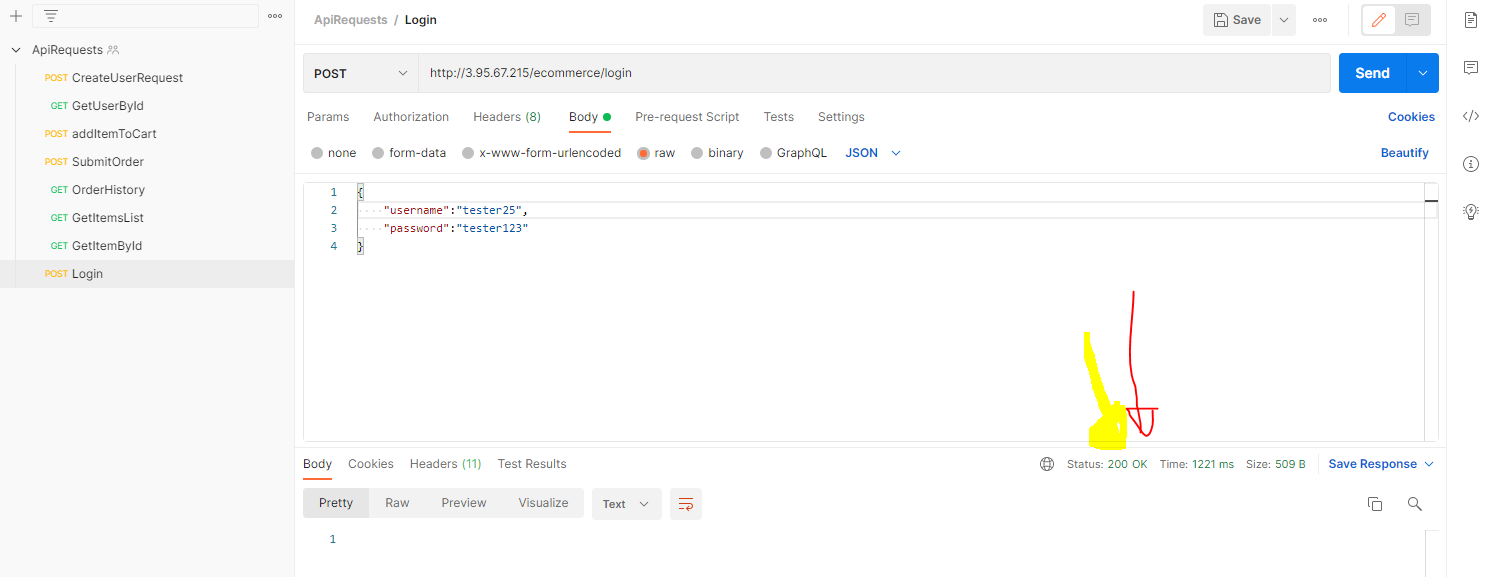 ApiRequests / Login
Save
ApiRequests
POST CreateUserRequest
GET GetUserById
POST addItemToCart
POST SubmitOrder
GET OrderHistory
GET GetItemsList
GET GetItemById
POST Login
POST http://3.95.67.215/ecommerce/login Send
Params Authorization Headers (8) Body Pre-request Script Tests Settings Cookies
none form-data x-www-form-urlencoded raw binary GraphQL JSON Beautify
1 {
2 "username":"tester25",
3 "password":"tester123"
4 }
Body Cookies Headers (11) Test Results Status: 200 OK Time: 1221 ms Size: 509 B Save Response
Pretty Raw Preview Visualize Text
1